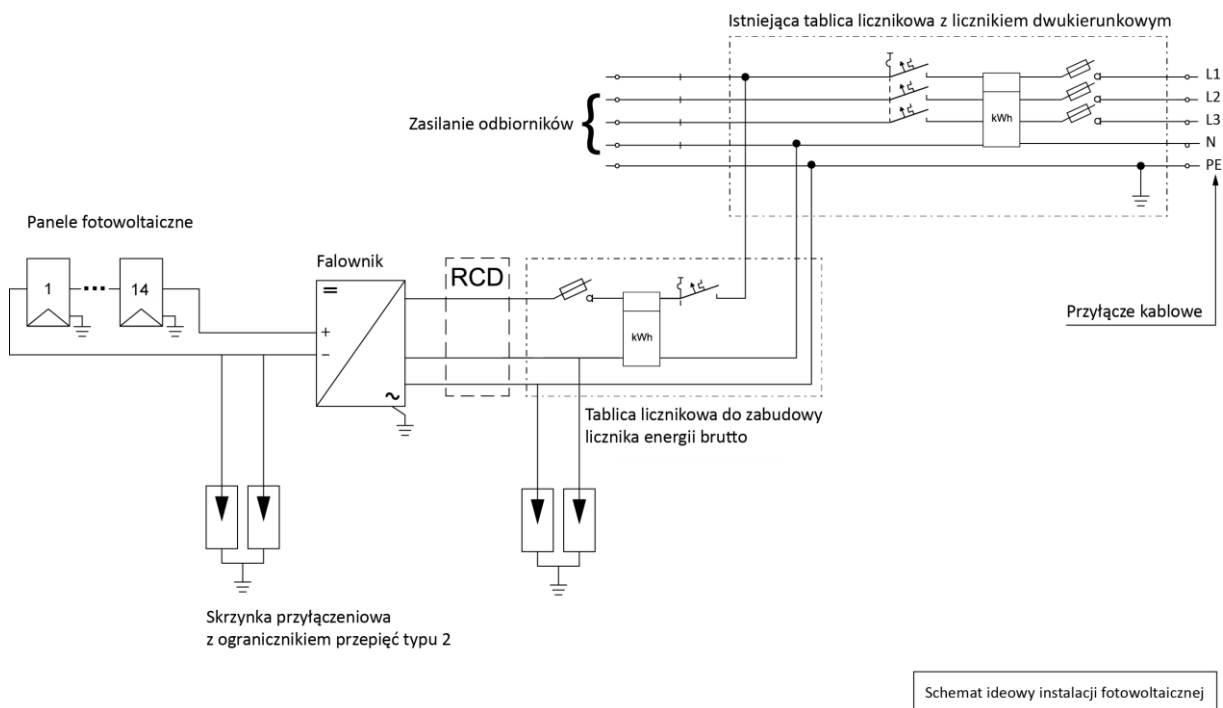 Istniejąca tablica licznikowa z licznikiem dwukierunkowym
L1
L2
L3
N
PE
kWh
Zasilanie odbiorników
Przyłącze kablowe
Panele fotowoltaiczne
1
14
Falownik
+
−
RCD
kWh
Tablica licznikowa do zabudowy
licznika energii brutto
Skrzynka przyłączeniowa
z ogranicznikiem przepięć typu 2
Schemat ideowy instalacji fotowoltaicznej